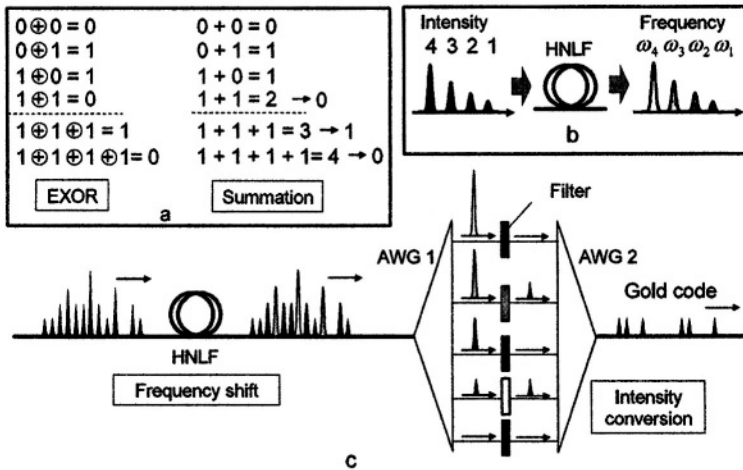 0⊕0 = 0
0⊕1 = 1
1⊕0 = 1
1⊕1 = 0
1⊕1⊕1 = 1
1⊕1⊕1⊕1= 0
EXOR
0 + 0 = 0
0 + 1 = 1
1 + 0 = 1
1 + 1 = 2 → 0
1 + 1 + 1 = 3 → 1
1 + 1 + 1 + 1= 4 → 0
Summation
a
Intensity
4 3 2 1
HNLF
Frequency
ω4 ω3 ω2 ω1
b
Filter
AWG 1
AWG 2
Gold code
HNLF
Frequency shift
Intensity
conversion
c